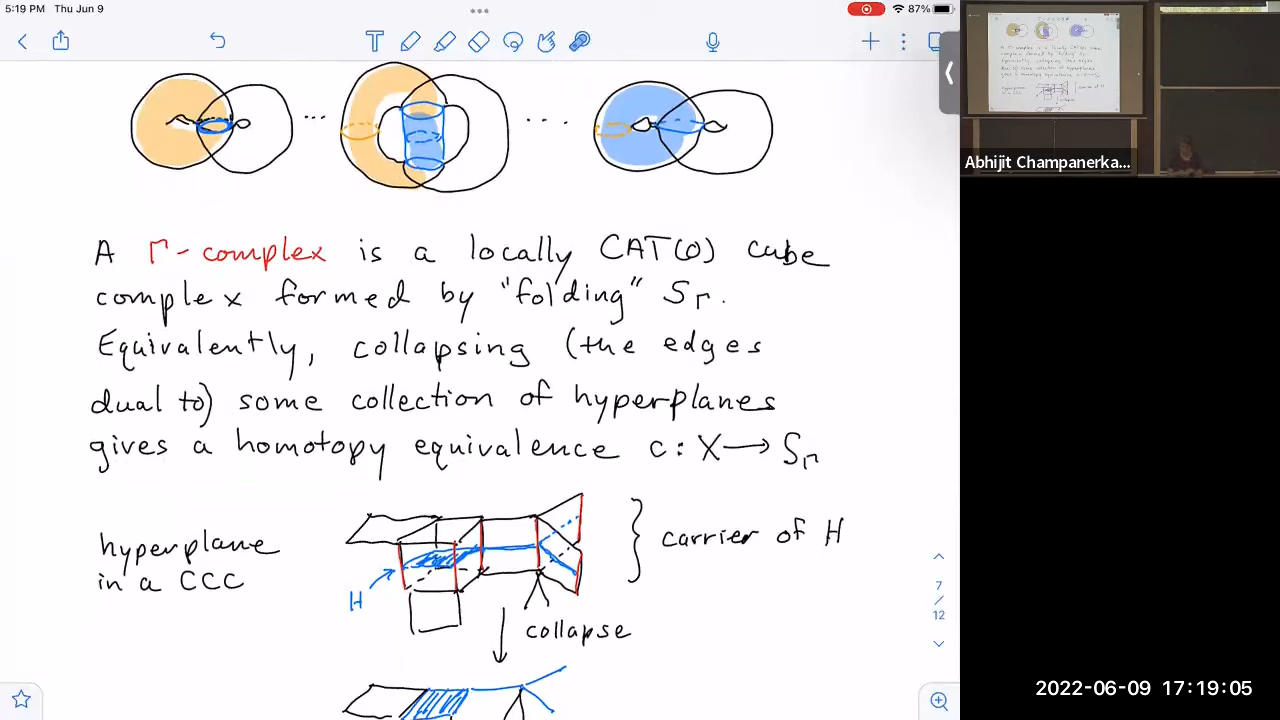 5:19 PM Thu Jun 9
87%
A Γ-complex is a locally CAT(0) cube
complex formed by "folding" S_Γ.
Equivalently, collapsing (the edges
dual to) some collection of hyperplanes
gives a homotopy equivalence c: X → S_Γ
hyperplane
in a CCC
H
carrier of H
collapse
7
/
12
Abhijit Champanerka...
2022-06-09 17:19:05